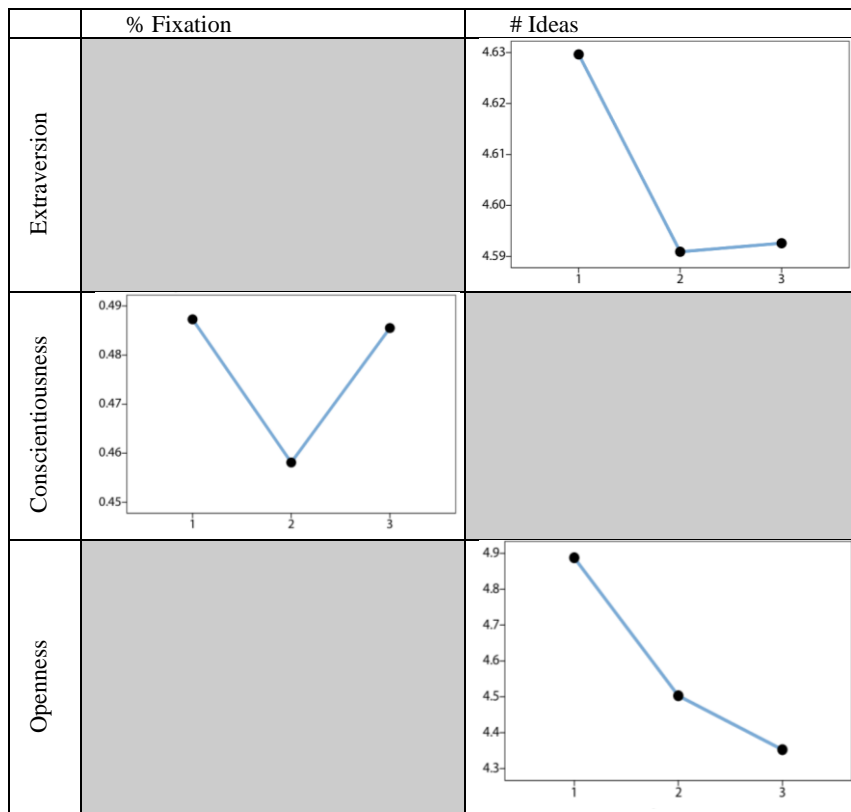 % Fixation
# Ideas
Extraversion
4.63
4.62
4.61
4.60
4.59
1 2 3
Conscientiousness
0.49
0.48
0.47
0.46
0.45
1 2 3
Openness
4.9
4.8
4.7
4.6
4.5
4.4
4.3
1 2 3